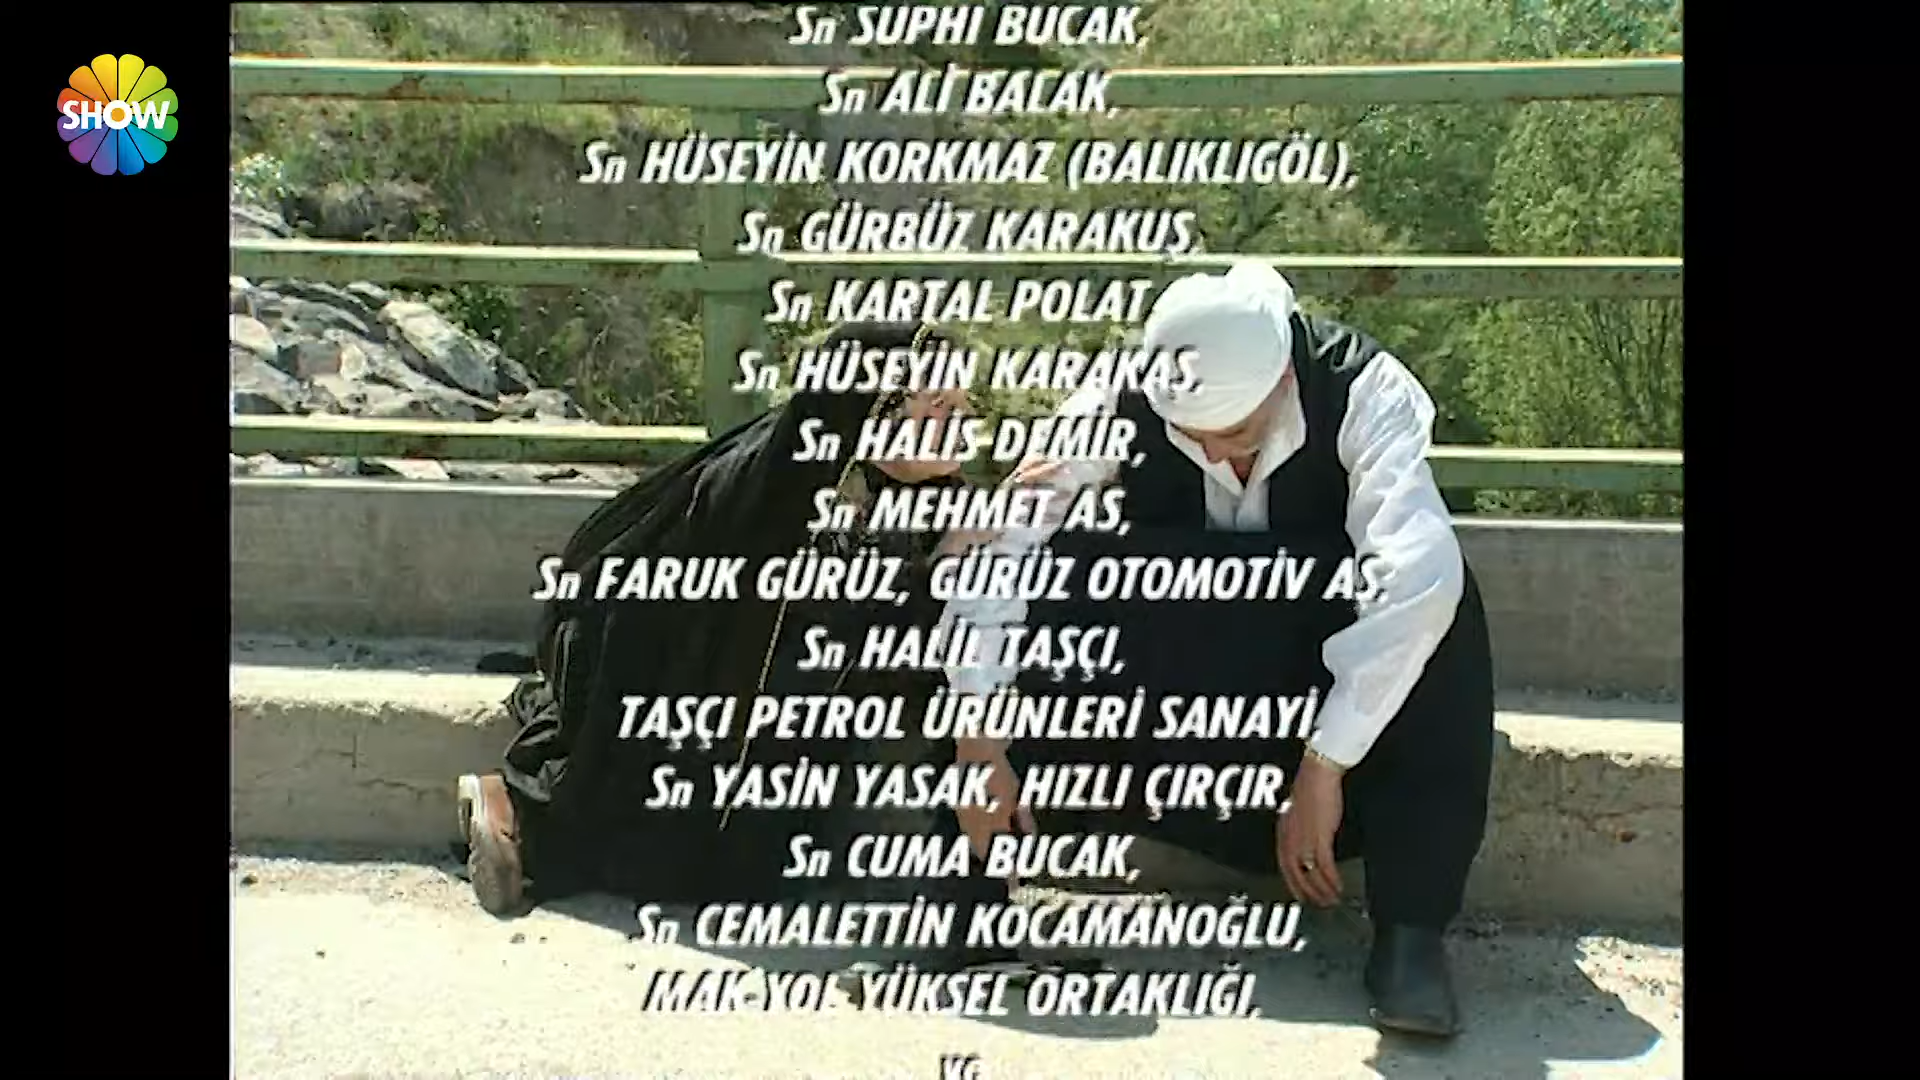 SHOW
Sn SUPHİ BUCAK,
Sn ALİ BALAK,
Sn HÜSEYİN KORKMAZ (BALIKLIGÖL),
Sn GÜRBÜZ KARAKUŞ,
Sn KARTAL POLAT,
Sn HÜSEYİN KARAKAŞ,
Sn HALİS DEMİR,
Sn MEHMET AS,
Sn FARUK GÜRÜZ, GÜRÜZ OTOMOTİV AŞ,
Sn HALİL TAŞÇI,
TAŞÇI PETROL ÜRÜNLERİ SANAYİ,
Sn YASİN YASAK, HIZLI ÇIRÇIR,
Sn CUMA BUCAK,
Sn CEMALETTİN KOCAMANOĞLU,
MAK-YOL YÜKSEL ORTAKLIĞI,